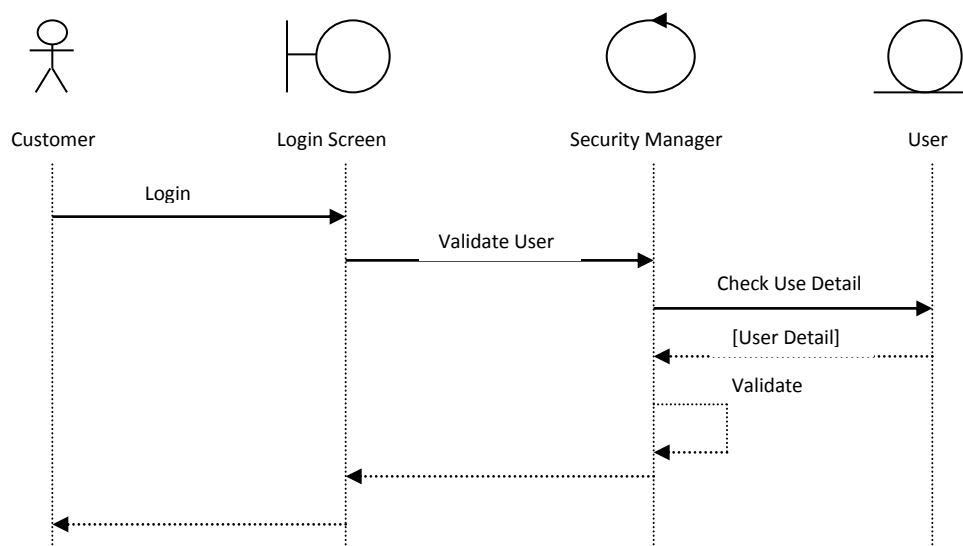 Customer
Login Screen
Security Manager
User
Login
Validate User
Check Use Detail
[User Detail]
Validate